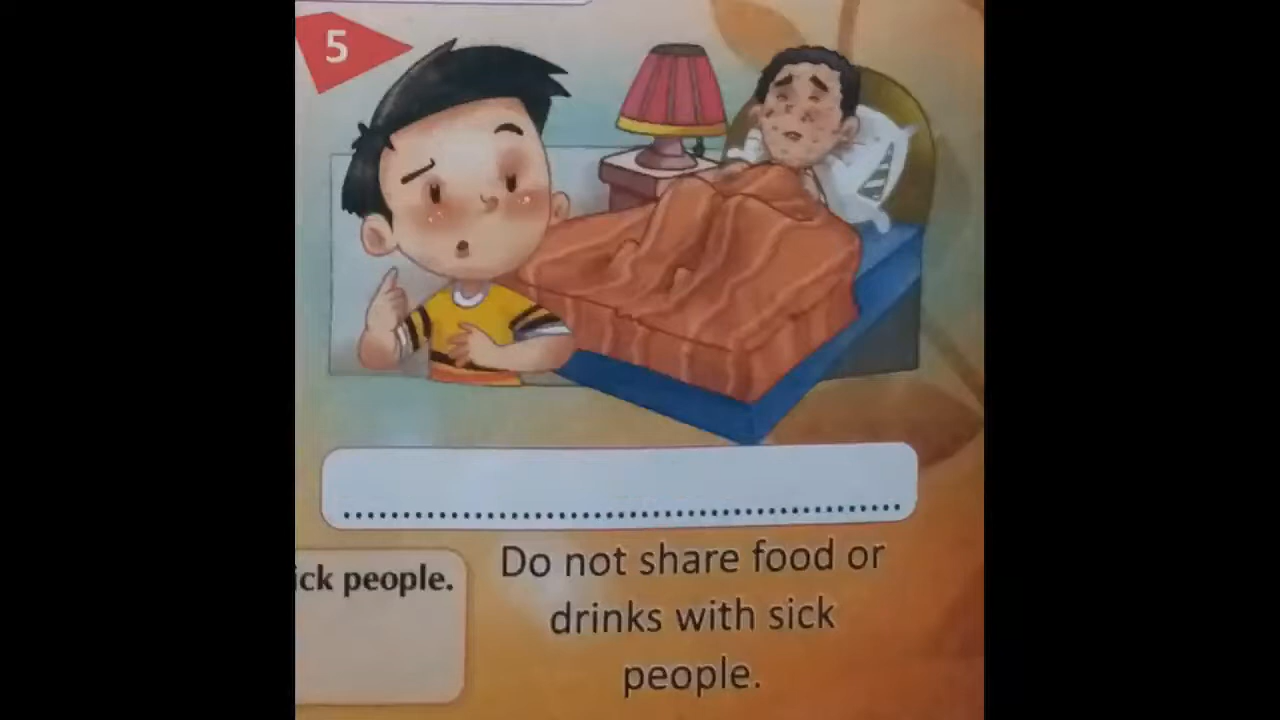 5
ick people.
Do not share food or
drinks with sick
people.